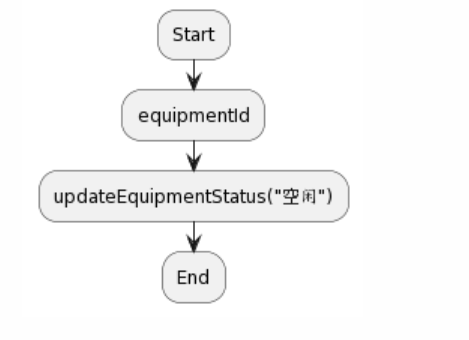 Start
equipmentId
updateEquipmentStatus("空闲")
End